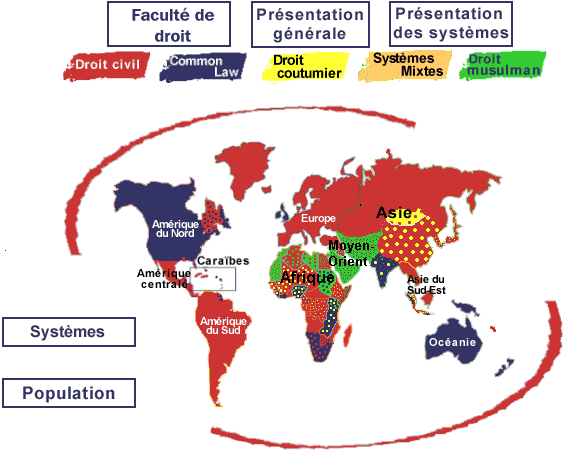 Faculté de
droit
Présentation
générale
Présentation
des systèmes
Droit civil
Common
Law
Droit
coutumier
Systèmes
Mixtes
Droit
musulman
Amérique
du Nord
Europe
Asie
Moyen-
Orient
Caraïbes
Amérique
centrale
Afrique
Asie du
Sud-Est
Amérique
du Sud
Océanie
Systèmes
Population